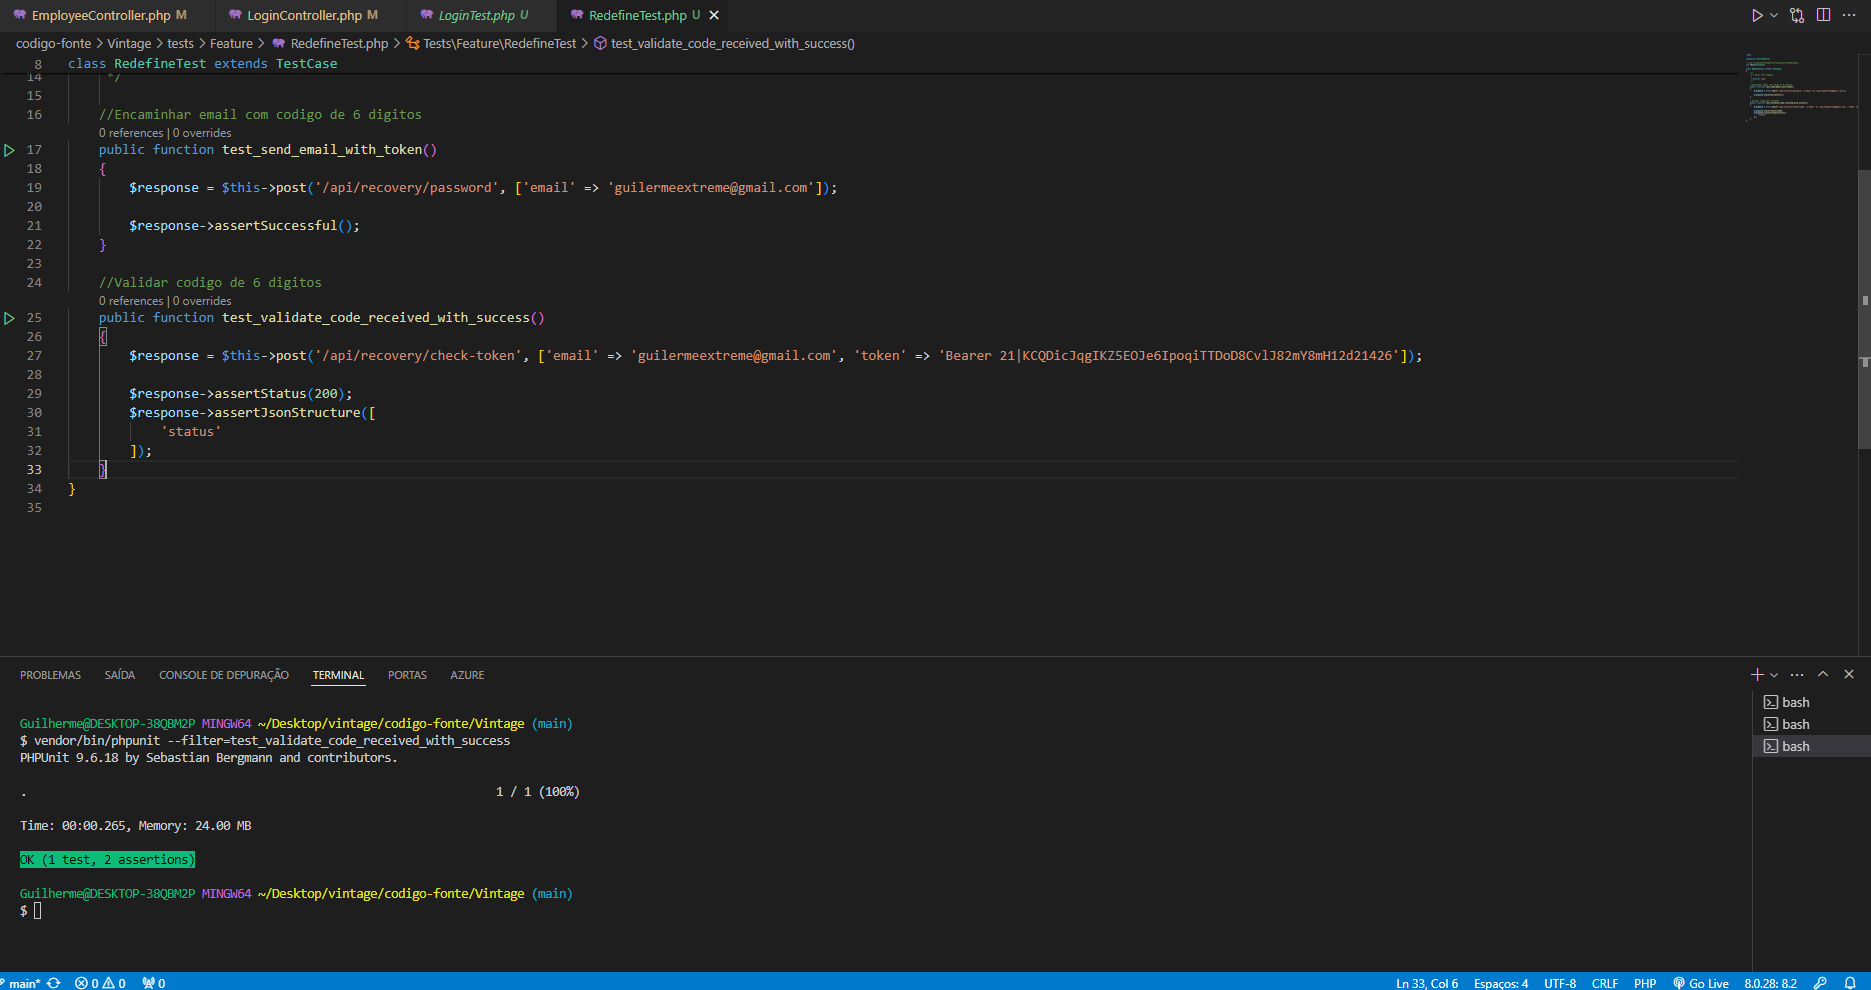 EmployeeController.php M LoginController.php M LoginTest.php U RedefineTest.php U
codigo-fonte > Vintage > tests > Feature > RedefineTest.php > Tests\Feature\RedefineTest > test_validate_code_received_with_success()
8 class RedefineTest extends TestCase
14 */
15
16 //Encaminhar email com codigo de 6 digitos
0 references | 0 overrides
17 public function test_send_email_with_token()
18 {
19 $response = $this->post('/api/recovery/password', ['email' => 'guilermeextreme@gmail.com']);
20
21 $response->assertSuccessful();
22 }
23
24 //Validar codigo de 6 digitos
0 references | 0 overrides
25 public function test_validate_code_received_with_success()
26 {
27 $response = $this->post('/api/recovery/check-token', ['email' => 'guilermeextreme@gmail.com', 'token' => 'Bearer 21|KCQDicJqgIKZ5EOJe6IpoqiTTDoD8CvlJ82mY8mH12d21426']);
28
29 $response->assertStatus(200);
30 $response->assertJsonStructure([
31 'status'
32 ]);
33 }
34 }
35
PROBLEMAS SAÍDA CONSOLE DE DEPURAÇÃO TERMINAL PORTAS AZURE
Guilherme@DESKTOP-38QBM2P MINGW64 ~/Desktop/vintage/codigo-fonte/Vintage (main)
$ vendor/bin/phpunit --filter=test_validate_code_received_with_success
PHPUnit 9.6.18 by Sebastian Bergmann and contributors.
. 1 / 1 (100%)
Time: 00:00.265, Memory: 24.00 MB
OK (1 test, 2 assertions)
Guilherme@DESKTOP-38QBM2P MINGW64 ~/Desktop/vintage/codigo-fonte/Vintage (main)
$
bash
bash
bash
main* 0 0 0 Ln 33, Col 6 Espaços: 4 UTF-8 CRLF PHP Go Live 8.0.28: 8.2